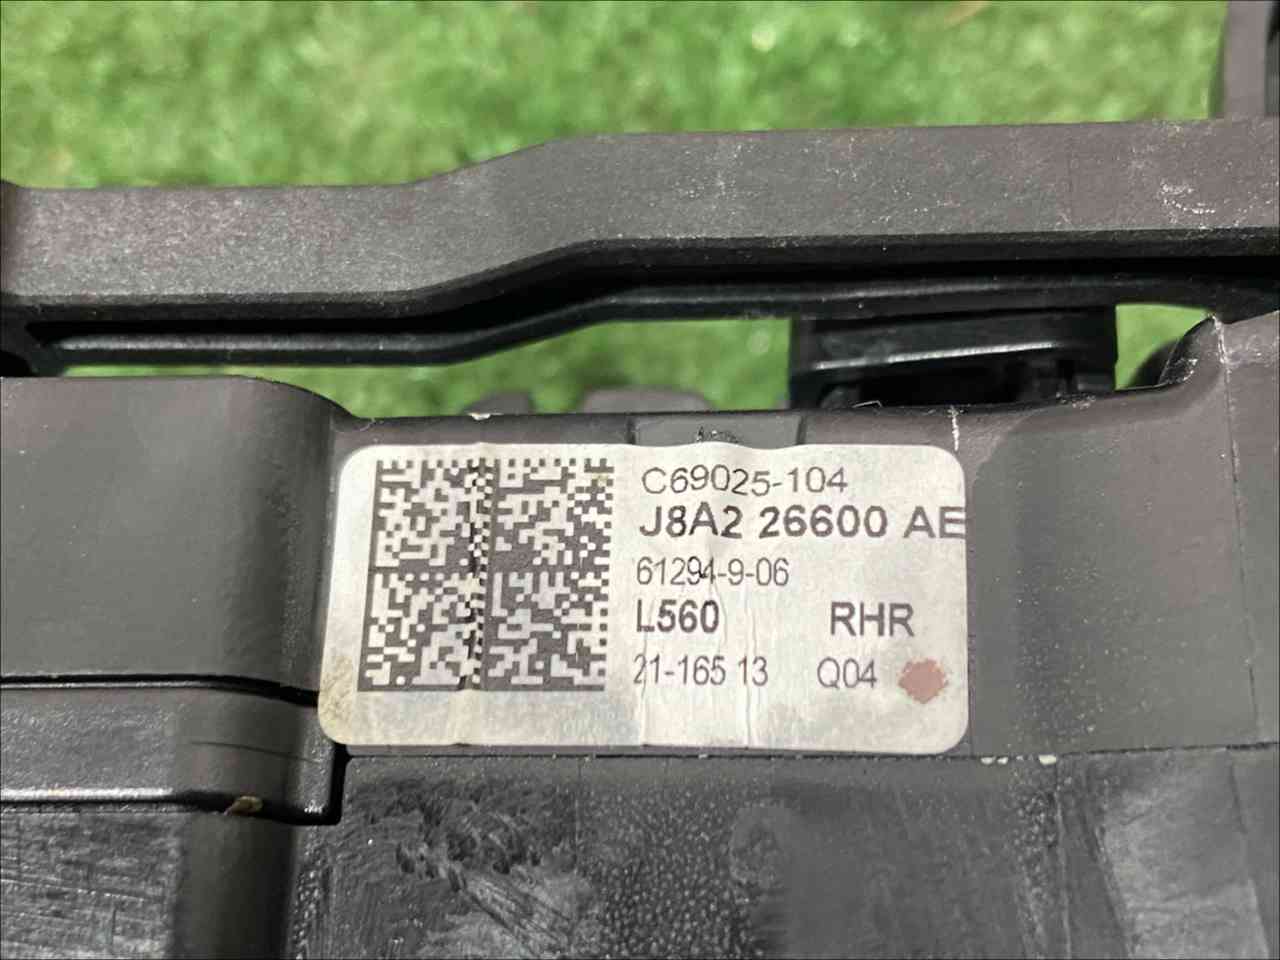 C69025-104
J8A2 26600 AE
61294-9-06
L560 RHR
21-165 13 Q04